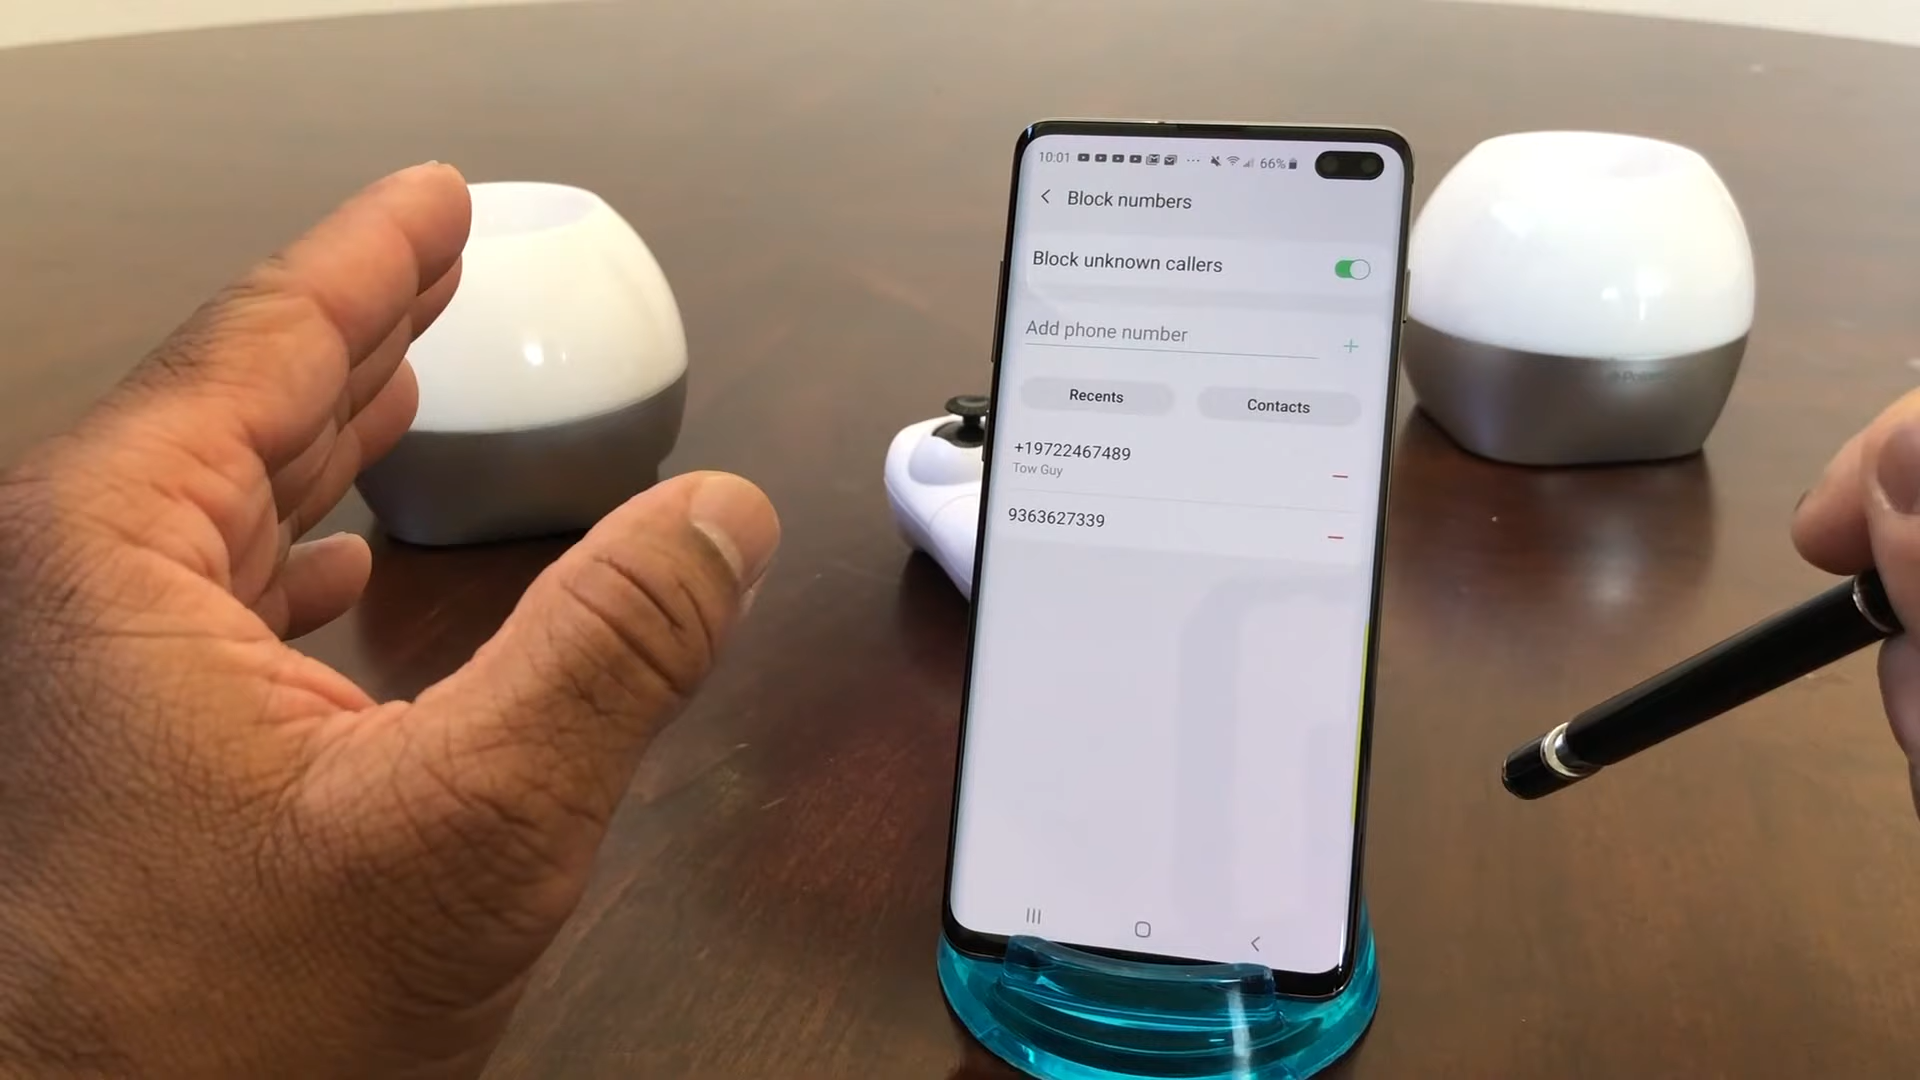 10:01 66%
Block numbers
Block unknown callers
Add phone number
Recents Contacts
+19722467489
Tow Guy
9363627339